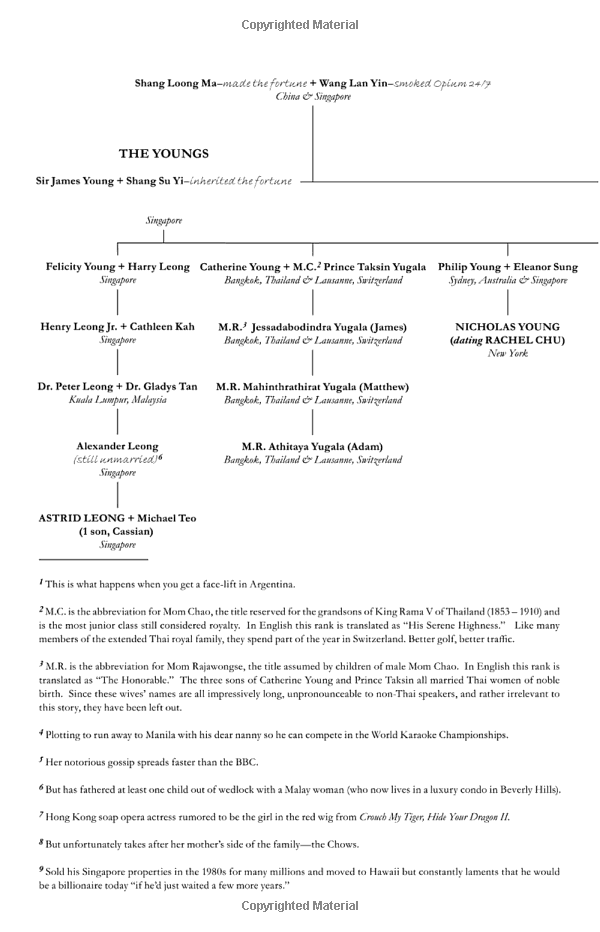 Copyrighted Material
Shang Loong Ma–made the fortune + Wang Lan Yin–smoked Opium 24/7
China & Singapore
THE YOUNGS
Sir James Young + Shang Su Yi–inherited the fortune
Singapore
Felicity Young + Harry Leong
Singapore
Catherine Young + M.C.2 Prince Taksin Yugala
Bangkok, Thailand & Lausanne, Switzerland
Philip Young + Eleanor Sung
Sydney, Australia & Singapore
Henry Leong Jr. + Cathleen Kah
Singapore
M.R.3 Jessadabodindra Yugala (James)
Bangkok, Thailand & Lausanne, Switzerland
NICHOLAS YOUNG
(dating RACHEL CHU)
New York
Dr. Peter Leong + Dr. Gladys Tan
Kuala Lumpur, Malaysia
M.R. Mahinthrathirat Yugala (Matthew)
Bangkok, Thailand & Lausanne, Switzerland
Alexander Leong
(still unmarried)6
Singapore
M.R. Athitaya Yugala (Adam)
Bangkok, Thailand & Lausanne, Switzerland
ASTRID LEONG + Michael Teo
(1 son, Cassian)
Singapore
1 This is what happens when you get a face-lift in Argentina.
2 M.C. is the abbreviation for Mom Chao, the title reserved for the grandsons of King Rama V of Thailand (1853 – 1910) and
is the most junior class still considered royalty. In English this rank is translated as “His Serene Highness.” Like many
members of the extended Thai royal family, they spend part of the year in Switzerland. Better golf, better traffic.
3 M.R. is the abbreviation for Mom Rajawongse, the title assumed by children of male Mom Chao. In English this rank is
translated as “The Honorable.” The three sons of Catherine Young and Prince Taksin all married Thai women of noble
birth. Since these wives’ names are all impressively long, unpronounceable to non-Thai speakers, and rather irrelevant to
this story, they have been left out.
4 Plotting to run away to Manila with his dear nanny so he can compete in the World Karaoke Championships.
5 Her notorious gossip spreads faster than the BBC.
6 But has fathered at least one child out of wedlock with a Malay woman (who now lives in a luxury condo in Beverly Hills).
7 Hong Kong soap opera actress rumored to be the girl in the red wig from Crouch My Tiger, Hide Your Dragon II.
8 But unfortunately takes after her mother’s side of the family—the Chows.
9 Sold his Singapore properties in the 1980s for many millions and moved to Hawaii but constantly laments that he would
be a billionaire today “if he’d just waited a few more years.”
Copyrighted Material